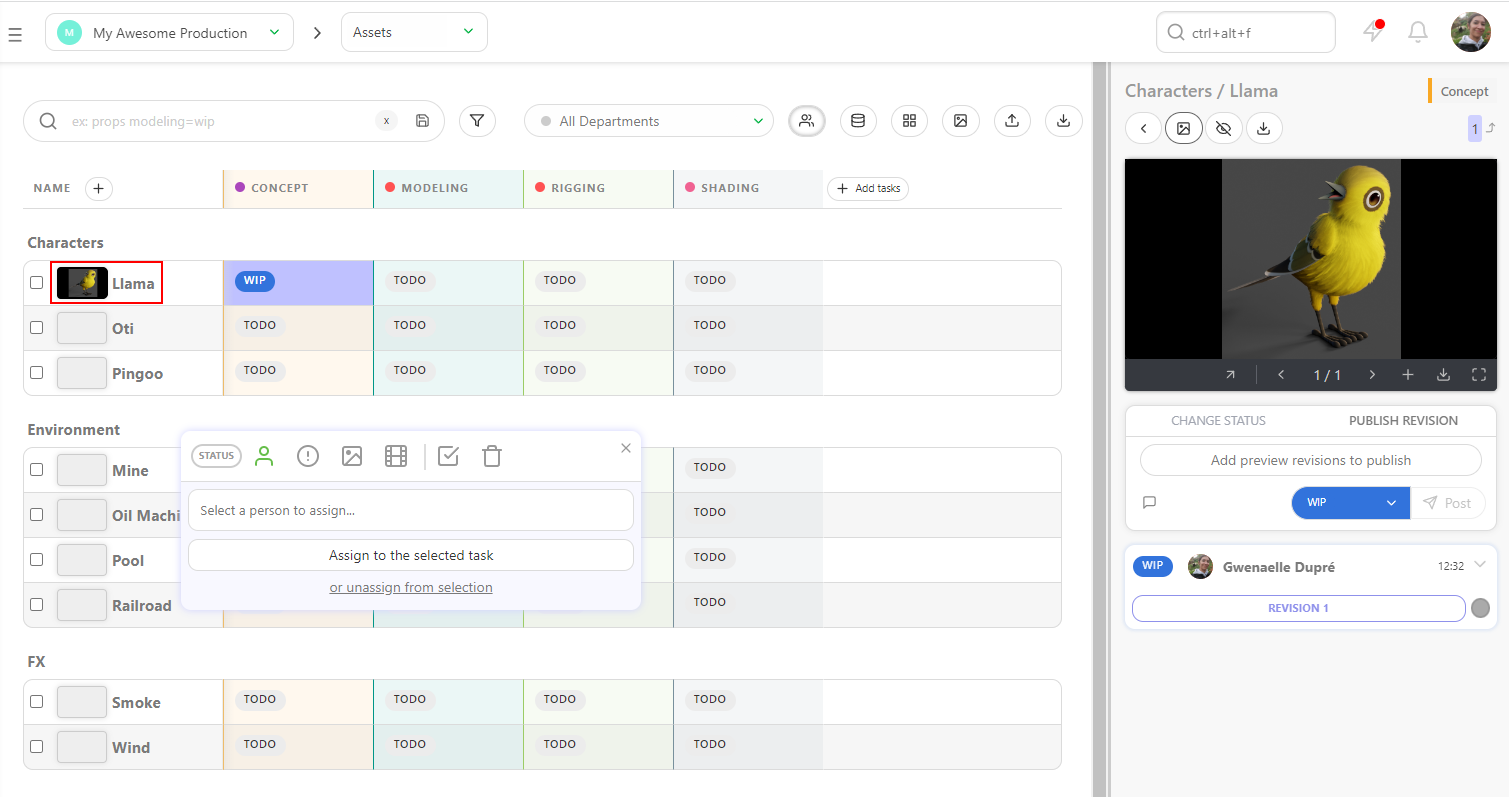 M My Awesome Production Assets ctrl+alt+f
Characters / Llama Concept
ex: props modeling=wip x All Departments
1
NAME CONCEPT MODELING RIGGING SHADING Add tasks
Characters
Llama WIP TODO TODO TODO
Oti TODO TODO TODO TODO
Pingoo TODO TODO TODO TODO
1 / 1
CHANGE STATUS PUBLISH REVISION
Add preview revisions to publish
WIP Post
WIP Gwenaelle Dupré 12:32
REVISION 1
Environment
STATUS
Mine TODO
Select a person to assign...
Oil Machi TODO
Assign to the selected task
Pool TODO
or unassign from selection
Railroad TODO
FX
Smoke TODO TODO TODO TODO
Wind TODO TODO TODO TODO